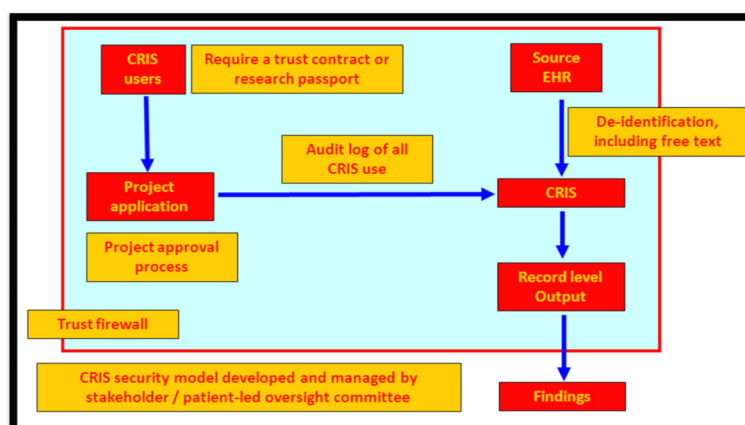 CRIS
users
Require a trust contract or
research passport
Source
EHR
De-identification,
including free text
Audit log of all
CRIS use
Project
application
CRIS
Project approval
process
Record level
Output
Trust firewall
CRIS security model developed and managed by
stakeholder / patient-led oversight committee
Findings